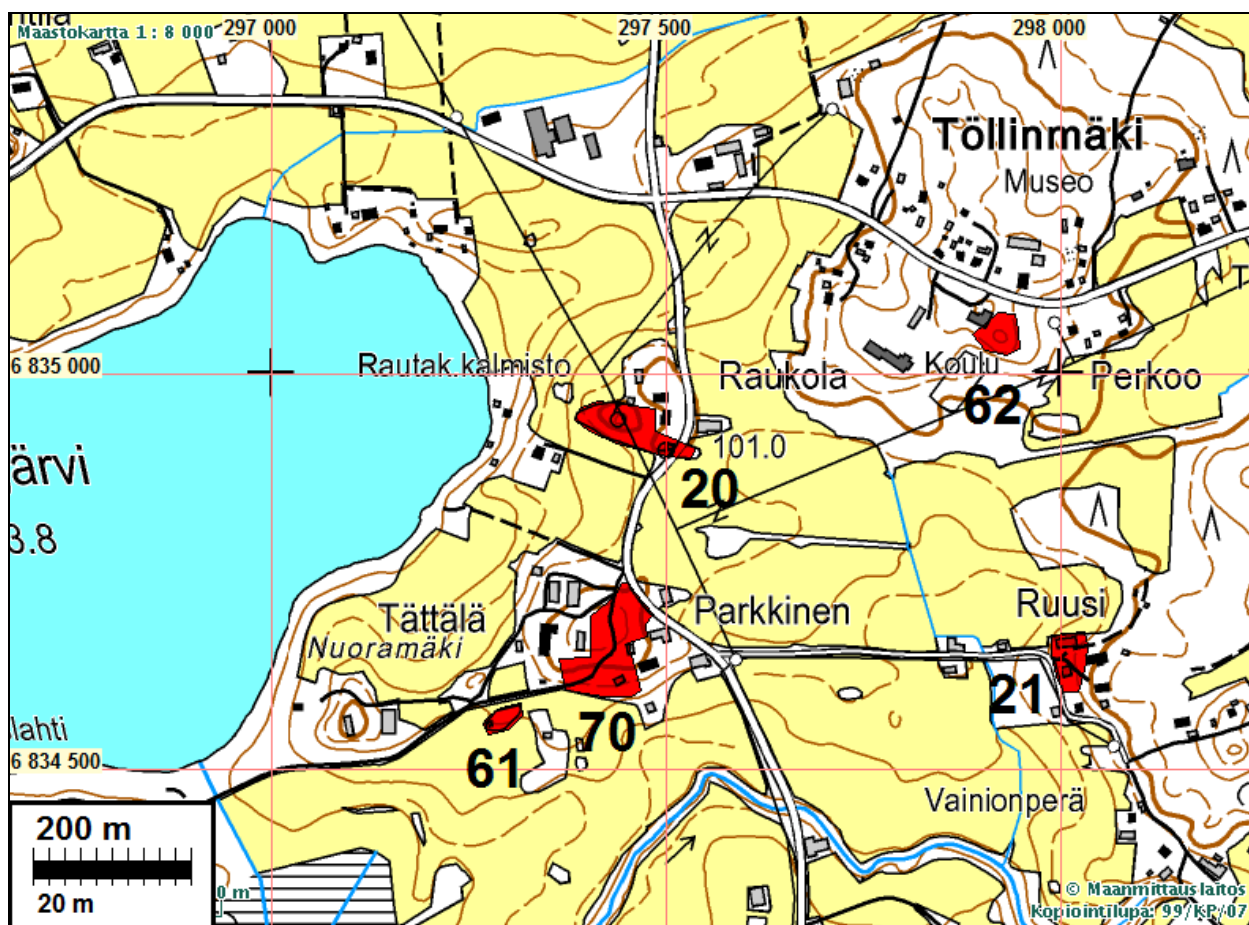 Maastokartta 1 : 8 000
297 000
297 500
298 000
Töllinmäki
Museo
6 835 000
Rautak.kalmisto
Raukola
Koulu
Perkoo
62
järvi
101.0
20
3.8
Tättälä
Parkkinen
Ruusi
Nuoramäki
21
70
slahti
61
6 834 500
Vainionperä
200 m
20 m
0 m
© Maanmittauslaitos
Kopiointilupa: 99/KP/07